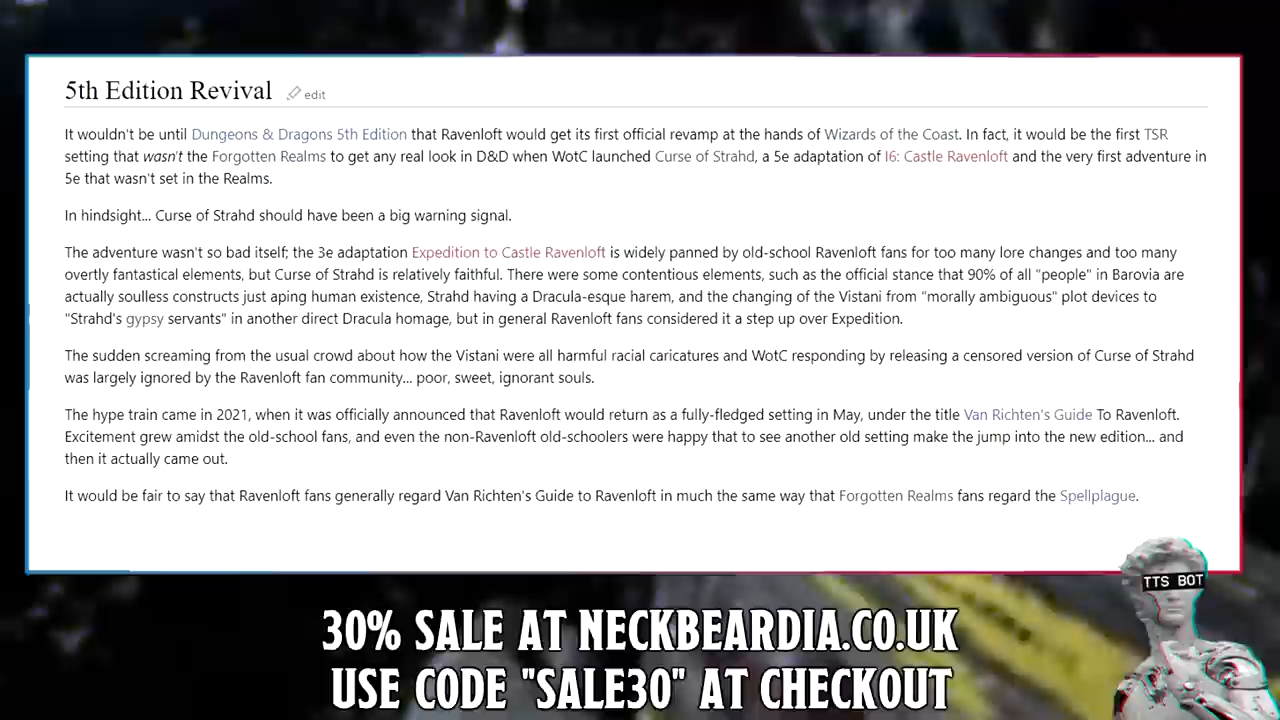 5th Edition Revival edit
It wouldn't be until Dungeons & Dragons 5th Edition that Ravenloft would get its first official revamp at the hands of Wizards of the Coast. In fact, it would be the first TSR
setting that wasn't the Forgotten Realms to get any real look in D&D when WotC launched Curse of Strahd, a 5e adaptation of I6: Castle Ravenloft and the very first adventure in
5e that wasn't set in the Realms.
In hindsight... Curse of Strahd should have been a big warning signal.
The adventure wasn't so bad itself; the 3e adaptation Expedition to Castle Ravenloft is widely panned by old-school Ravenloft fans for too many lore changes and too many
overtly fantastical elements, but Curse of Strahd is relatively faithful. There were some contentious elements, such as the official stance that 90% of all "people" in Barovia are
actually soulless constructs just aping human existence, Strahd having a Dracula-esque harem, and the changing of the Vistani from "morally ambiguous" plot devices to
"Strahd's gypsy servants" in another direct Dracula homage, but in general Ravenloft fans considered it a step up over Expedition.
The sudden screaming from the usual crowd about how the Vistani were all harmful racial caricatures and WotC responding by releasing a censored version of Curse of Strahd
was largely ignored by the Ravenloft fan community... poor, sweet, ignorant souls.
The hype train came in 2021, when it was officially announced that Ravenloft would return as a fully-fledged setting in May, under the title Van Richten's Guide To Ravenloft.
Excitement grew amidst the old-school fans, and even the non-Ravenloft old-schoolers were happy that to see another old setting make the jump into the new edition... and
then it actually came out.
It would be fair to say that Ravenloft fans generally regard Van Richten's Guide to Ravenloft in much the same way that Forgotten Realms fans regard the Spellplague.
TTS BOT
30% SALE AT NECKBEARDIA.CO.UK
USE CODE "SALE30" AT CHECKOUT